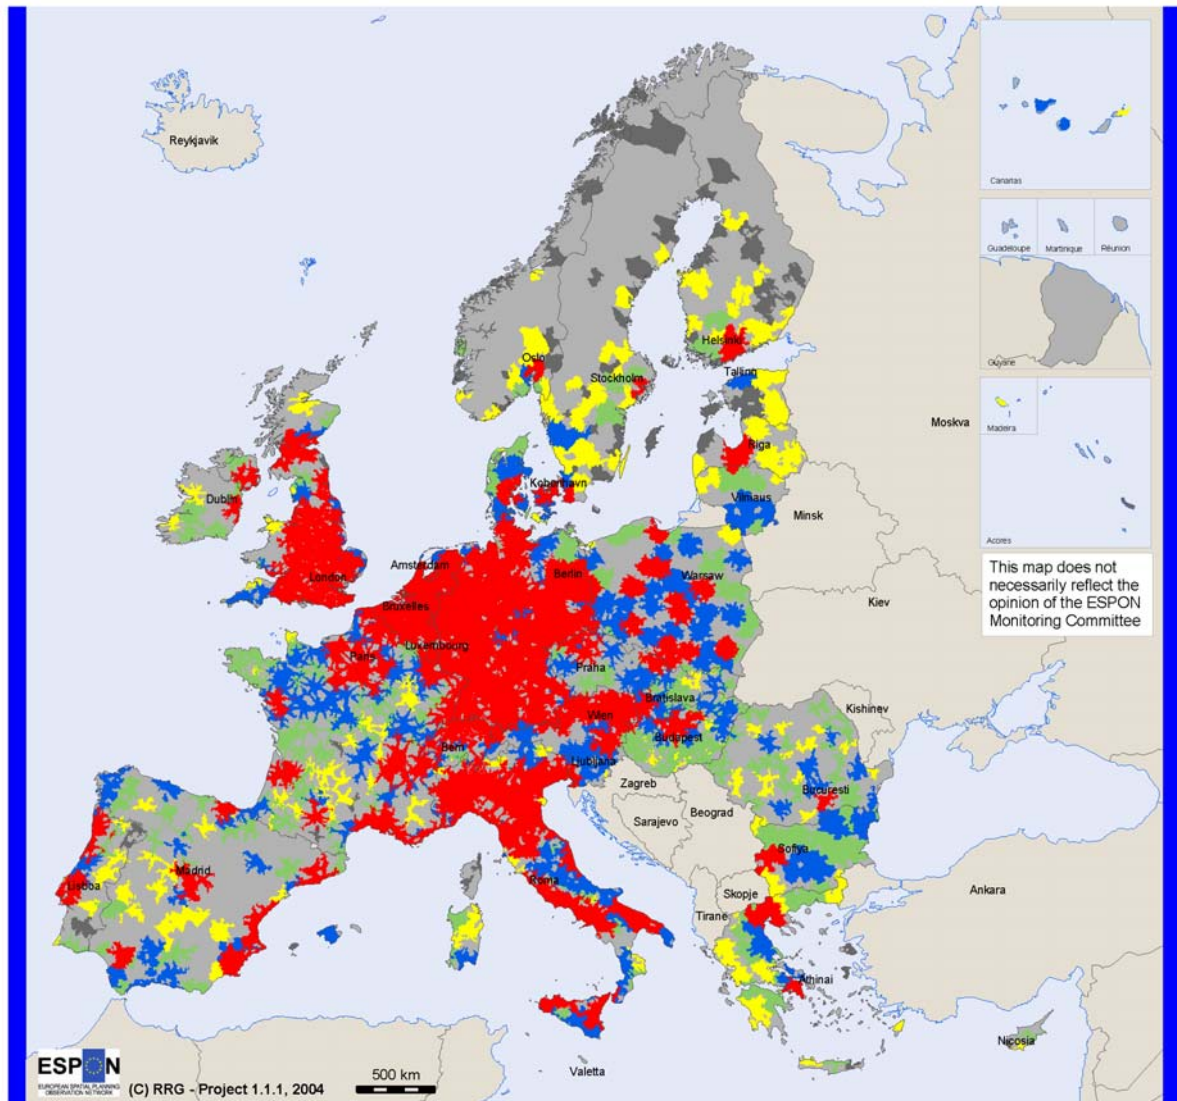 Reykjavik
Canarias
Guadeloupe
Martinique
Réunion
Guyane
Oslo
Helsinki
Stockholm
Tallinn
Madeira
Moskva
Riga
Kobenhavn
Dublin
Vilnaus
Minsk
Acores
Amsterdam
London
Berlin
Warsaw
This map does not
necessarily reflect the
opinion of the ESPON
Monitoring Committee
Kiev
Bruxelles
Luxembourg
Paris
Praha
Bratislava
Kishinev
Wien
Bern
Budapest
Ljubljana
Zagreb
Bucuresti
Beograd
Sarajevo
Sofiya
Madrid
Roma
Lisboa
Skopje
Ankara
Tirane
Athinai
Nicosia
ESPON
EUROPEAN SPATIAL PLANNING
OBSERVATION NETWORK
(C) RRG - Project 1.1.1, 2004
500 km
Valetta